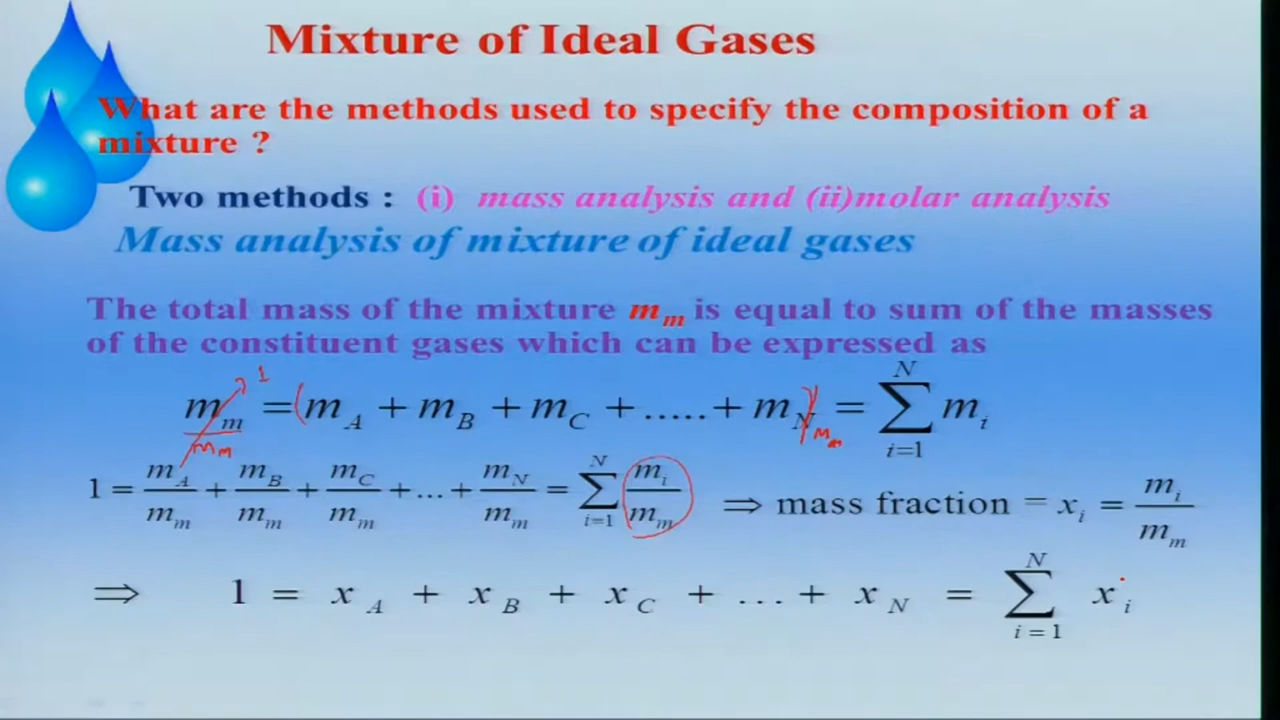 Mixture of Ideal Gases
What are the methods used to specify the composition of a
mixture ?
Two methods : (i) mass analysis and (ii)molar analysis
Mass analysis of mixture of ideal gases
The total mass of the mixture m_m is equal to sum of the masses
of the constituent gases which can be expressed as
m_m / m_m → 1 = (m_A + m_B + m_C + ..... + m_N) / m_m = ∑_{i=1}^{N} m_i
1 = m_A/m_m + m_B/m_m + m_C/m_m + ... + m_N/m_m = ∑_{i=1}^{N} m_i/m_m ⇒ mass fraction = x_i = m_i/m_m
⇒ 1 = x_A + x_B + x_C + ... + x_N = ∑_{i=1}^{N} x_i